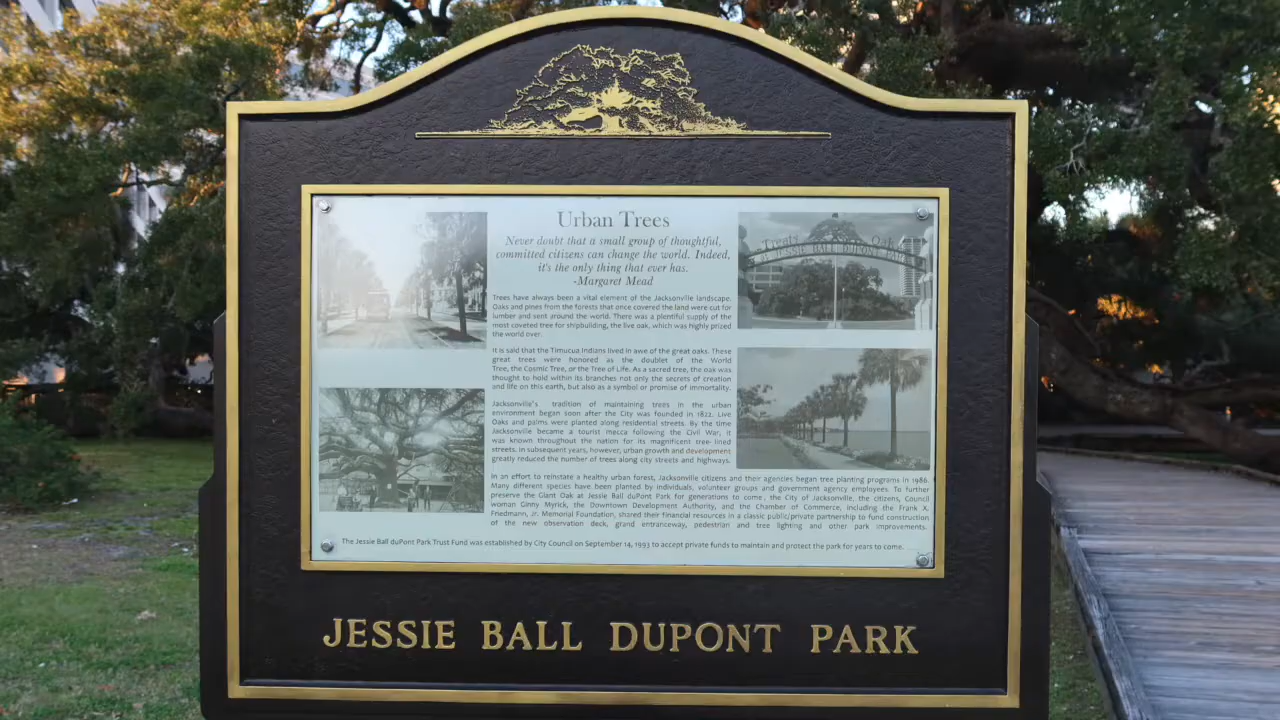 Urban Trees
Never doubt that a small group of thoughtful,
committed citizens can change the world. Indeed,
it's the only thing that ever has.
-Margaret Mead
Trees have always been a vital element of the Jacksonville landscape.
Oaks and pines from the forests that once covered the land were cut for
lumber and sent around the world. There was a plentiful supply of the
most coveted tree for shipbuilding, the live oak, which was highly prized
the world over.
It is said that the Timucua Indians lived in awe of the great oaks. These
great trees were honored as the doublet of the World
Tree, the Cosmic Tree, or the Tree of Life. As a sacred tree, the oak was
thought to hold within its branches not only the secrets of creation
and life on this earth, but also as a symbol or promise of immortality.
Jacksonville's tradition of maintaining trees in the urban
environment began soon after the City was founded in 1822. Live
Oaks and palms were planted along residential streets. By the time
Jacksonville became a tourist mecca following the Civil War, it
was known throughout the nation for its magnificent tree-lined
streets. In subsequent years, however, urban growth and development
greatly reduced the number of trees along city streets and highways.
In an effort to reinstate a healthy urban forest, Jacksonville citizens and their agencies began tree planting programs in 1986.
Many different species have been planted by individuals, volunteer groups and government agency employees. To further
preserve the Giant Oak at Jessie Ball duPont Park for generations to come, the City of Jacksonville, the citizens, Council
woman Ginny Myrick, the Downtown Development Authority, and the Chamber of Commerce, including the Frank X.
Friedmann, Jr. Memorial Foundation, shared their financial resources in a classic public/private partnership to fund construction
of the new observation deck, grand entranceway, pedestrian and tree lighting and other park improvements.
The Jessie Ball duPont Park Trust Fund was established by City Council on September 14, 1993 to accept private funds to maintain and protect the park for years to come.
Treaty Oak
JESSIE BALL DUPONT PARK
JESSIE BALL DUPONT PARK